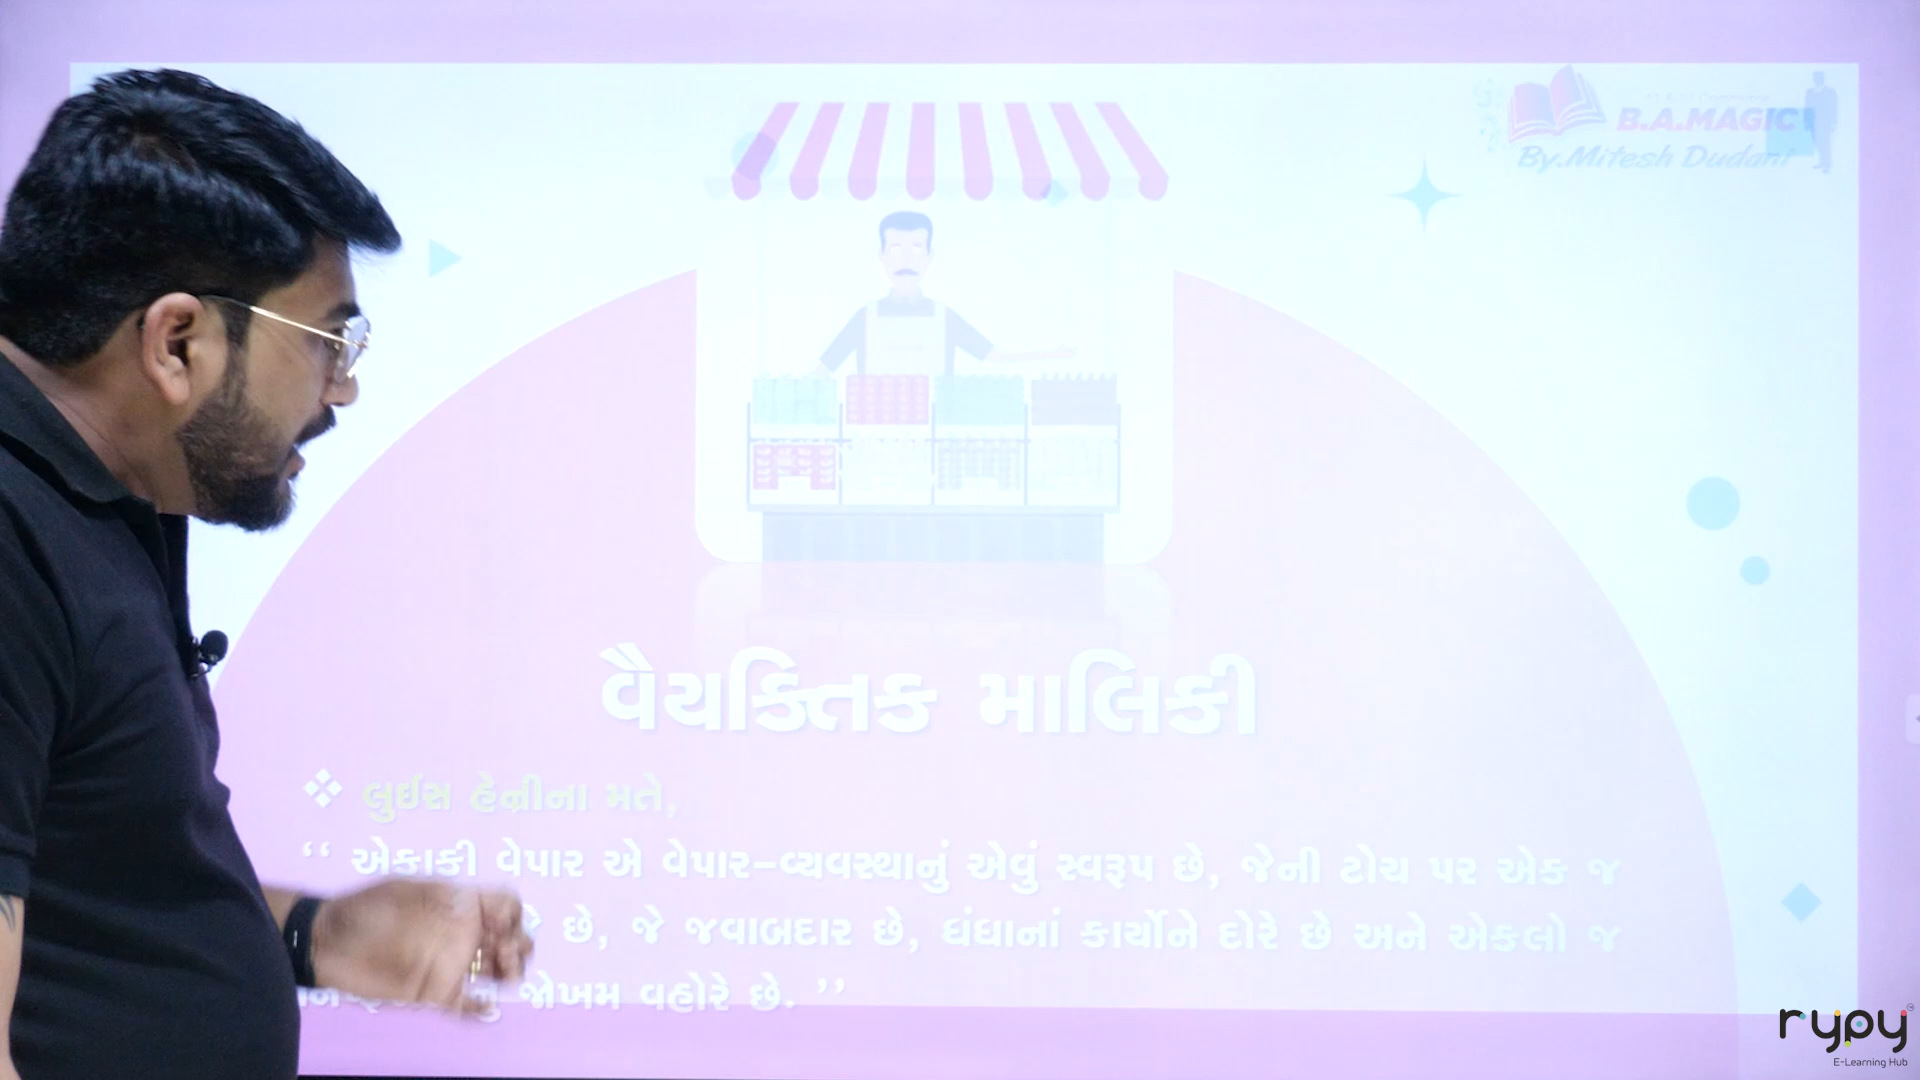 B.A.MAGIC
By.Mitesh Dudani
વૈયક્તિક માલિકી
❖ લુઈસ હેન્રીના મતે,
“ એકાકી વેપાર એ વેપાર–વ્યવસ્થાનું એવું સ્વરૂપ છે, જેની ટોચ પર એક જ
છે, જે જવાબદાર છે, ધંધાનાં કાર્યોને દોરે છે અને એકલો જ
જોખમ વહોરે છે. ”
rypy
E-Learning Hub